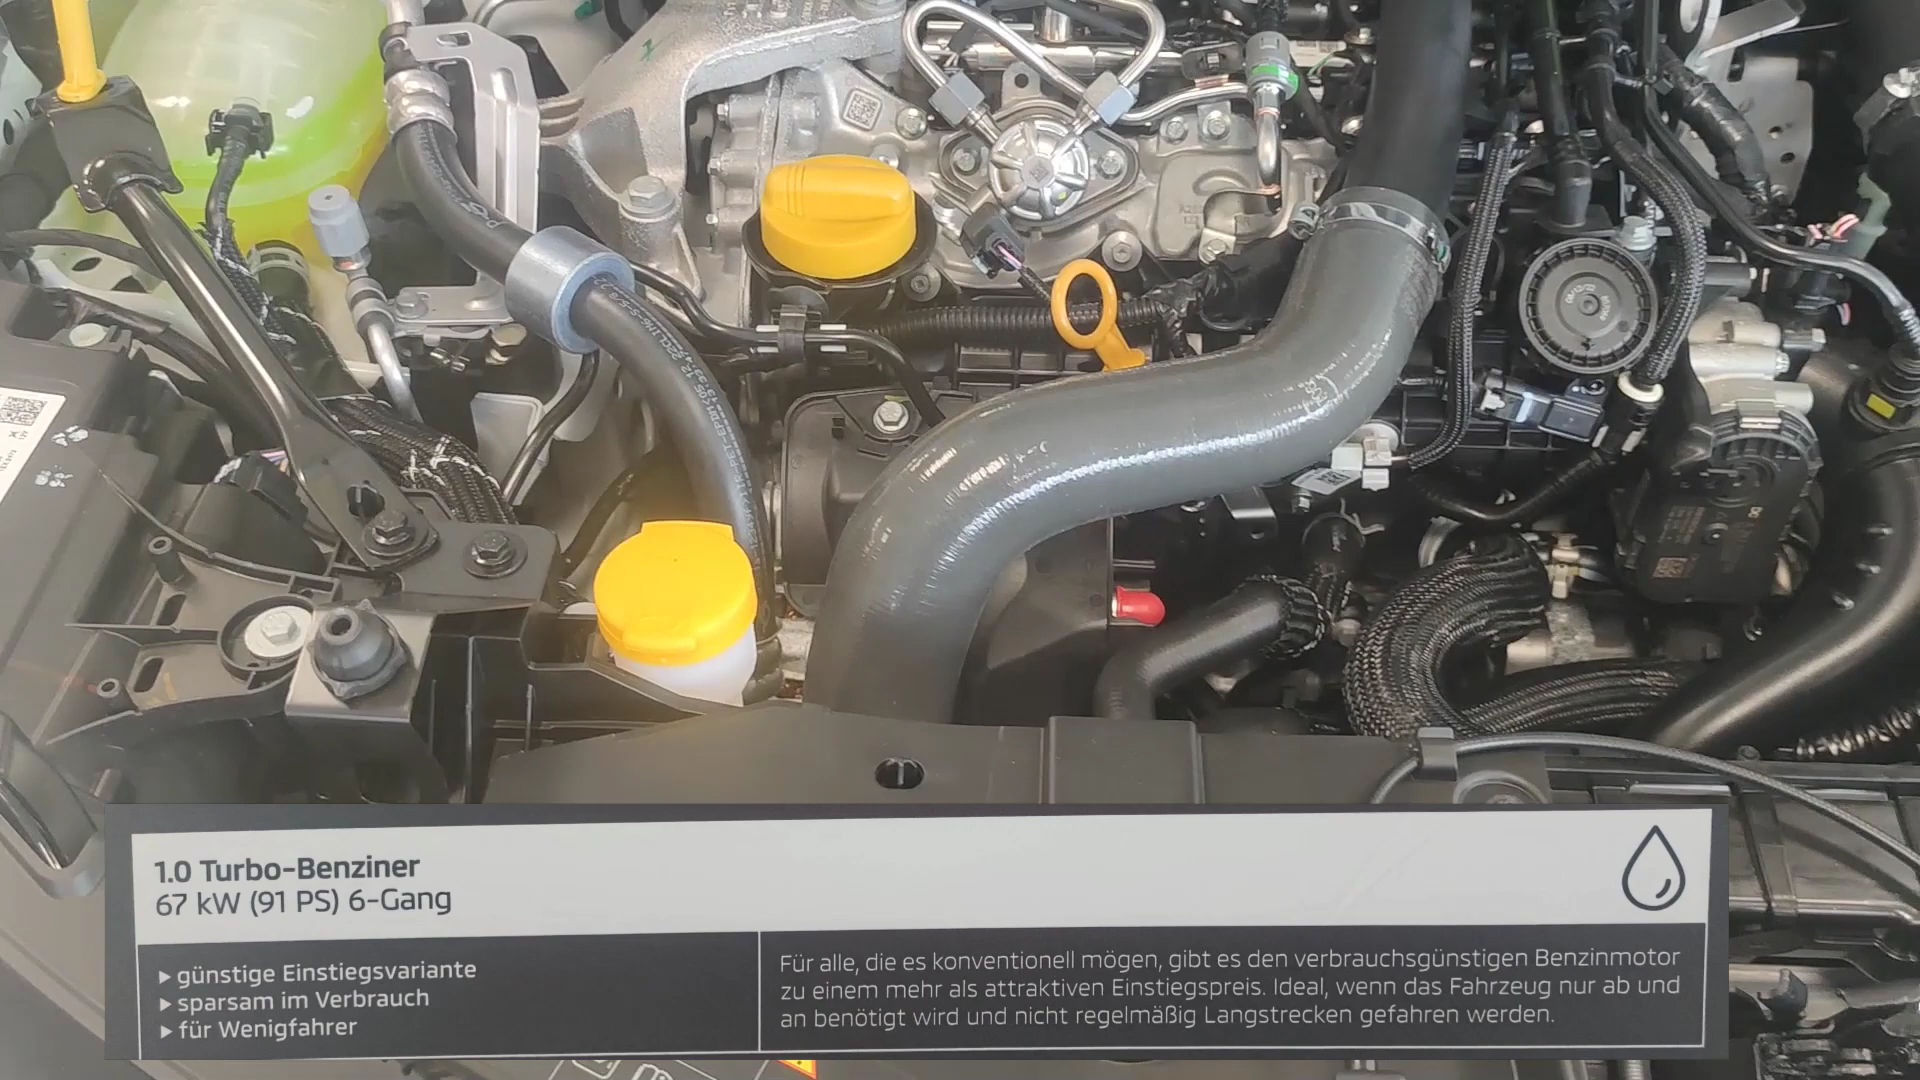 1.0 Turbo-Benziner
67 kW (91 PS) 6-Gang
▸ günstige Einstiegsvariante
▸ sparsam im Verbrauch
▸ für Wenigfahrer
Für alle, die es konventionell mögen, gibt es den verbrauchsgünstigen Benzinmotor
zu einem mehr als attraktiven Einstiegspreis. Ideal, wenn das Fahrzeug nur ab und
an benötigt wird und nicht regelmäßig Langstrecken gefahren werden.